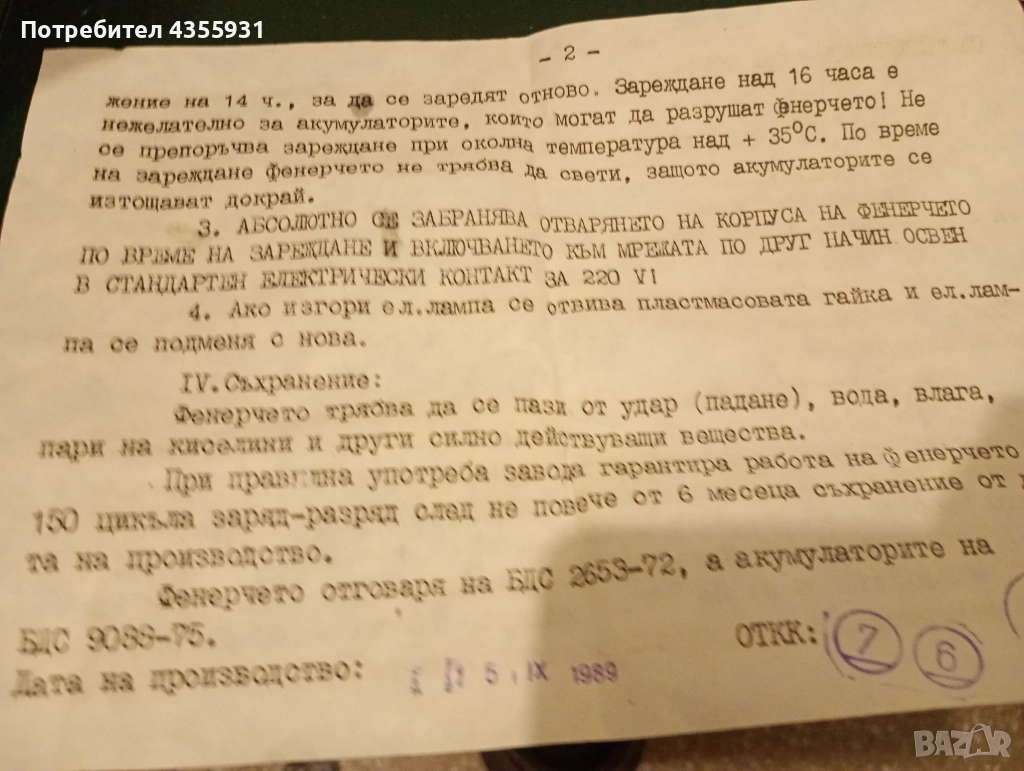 Потребител 4355931
- 2 -
жение на 14 ч., за да се заредят отново. Зареждане над 16 часа е
нежелателно за акумулаторите, които могат да разрушат фенерчето! Не
се препоръчва зареждане при околна температура над + 35°С. По време
на зареждане фенерчето не трябва да свети, защото акумулаторите се
изтощават докрай.
3. АБСОЛЮТНО СЕ ЗАБРАНЯВА ОТВАРЯНЕТО НА КОРПУСА НА ФЕНЕРЧЕТО
ПО ВРЕМЕ НА ЗАРЕЖДАНЕ И ВКЛЮЧВАНЕТО КЪМ МРЕЖАТА ПО ДРУГ НАЧИН ОСВЕН
В СТАНДАРТЕН ЕЛЕКТРИЧЕСКИ КОНТАКТ ЗА 220 V!
4. Ако изгори ел.лампа се отвива пластмасовата гайка и ел.лам-
па се подменя с нова.
IV. Съхранение:
Фенерчето трябва да се пази от удар (падане), вода, влага,
пари на киселини и други силно действуващи вещества.
При правилна употреба завода гарантира работа на фенерчето
150 цикъла заряд-разряд след не повече от 6 месеца съхранение от
та на производство.
Фенерчето отговаря на БДС 2653-72, а акумулаторите на
БДС 9088-75.
ОТКК: 7 6
Дата на производство: 5. IX 1989
BAZAR